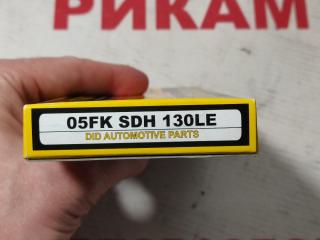 РИКАМ
05FK SDH 130LE
DID AUTOMOTIVE PARTS